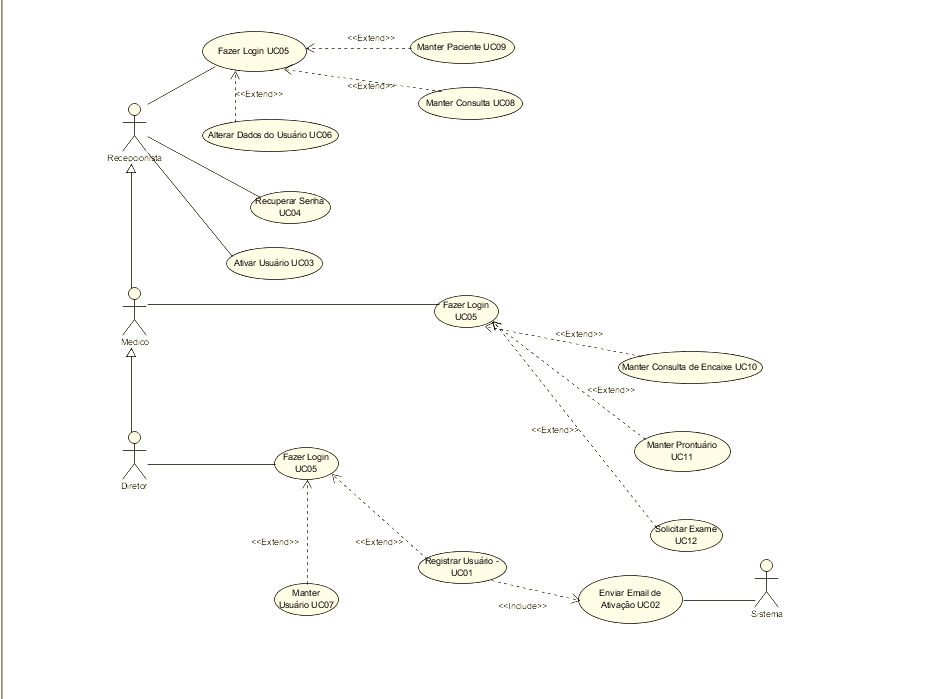 Fazer Login UC05
<<Extend>>
Manter Paciente UC09
<<Extend>>
<<Extend>>
Manter Consulta UC08
Alterar Dados do Usuário UC06
Recepcionista
Recuperar Senha
UC04
Ativar Usuário UC03
Fazer Login
UC05
Medico
<<Extend>>
Manter Consulta de Encaixe UC10
<<Extend>>
<<Extend>>
Manter Prontuário
UC11
Fazer Login
UC05
Diretor
Solicitar Exame
UC12
<<Extend>>
<<Extend>>
Registrar Usuário -
UC01
Manter
Usuário UC07
<<Include>>
Enviar Email de
Ativação UC02
Sistema